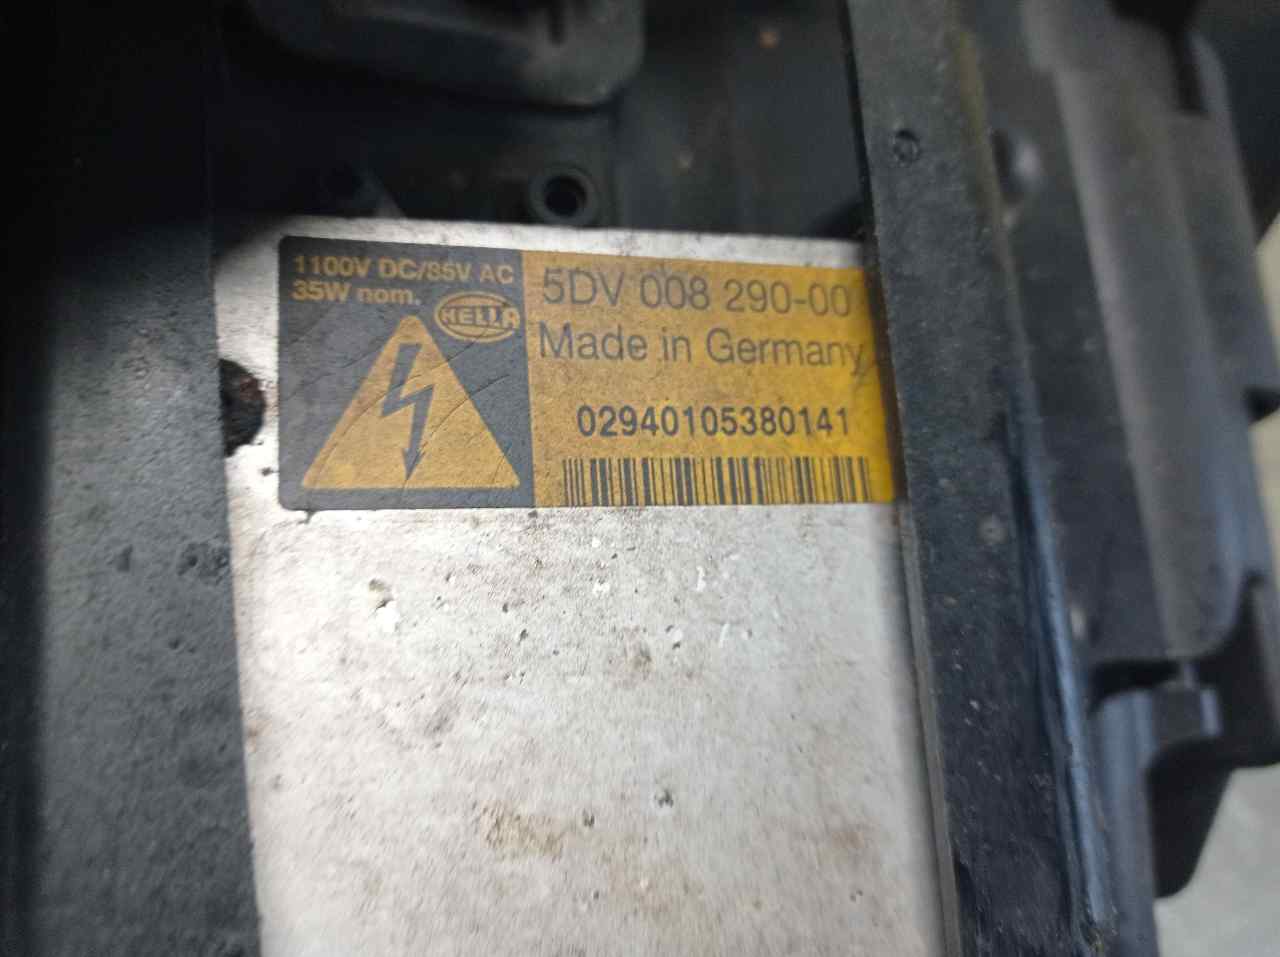 1100V DC/85V AC
35W nom.
HELLA
5DV 008 290-00
Made in Germany
02940105380141